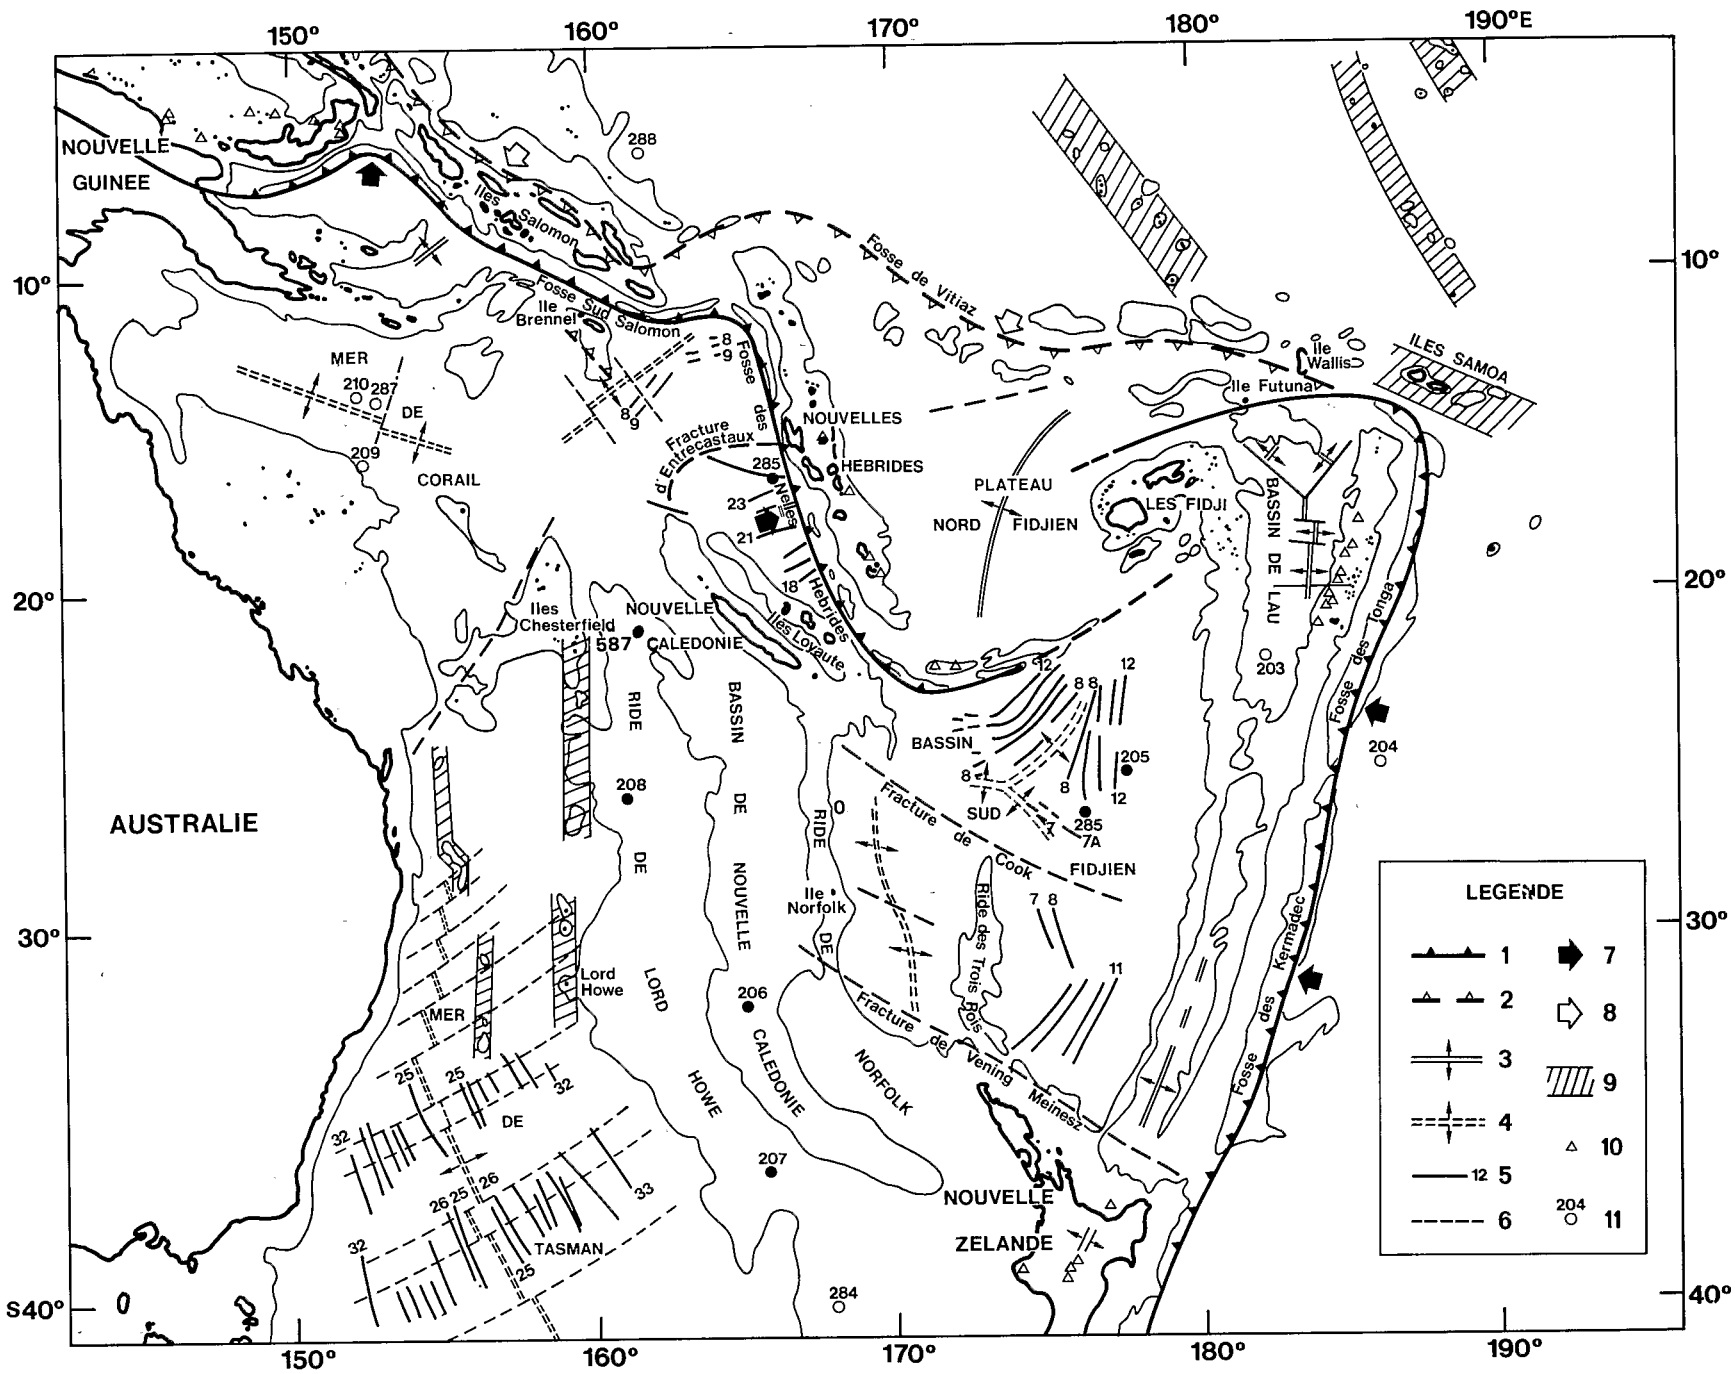 150°
160°
170°
180°
190°E
NOUVELLE
GUINEE
288
Iles
Salomon
10°
10°
Fosse Sud Salomon
Ile
Brennel
Fosse de Vitiaz
Ile
Wallis
ILES SAMOA
Ile Futuna
MER
210
287
DE
209
CORAIL
8
9
8
9
Fosse des Nelles Hebrides
Fracture
d'Entrecastaux
NOUVELLES
HEBRIDES
285
23
21
18
PLATEAU
NORD
FIDJIEN
LES FIDJI
BASSIN DE LAU
20°
20°
Iles
Chesterfield
587
NOUVELLE
CALEDONIE
Iles Loyaute
203
Fosse des Tonga
204
12
8
8
12
BASSIN
8
8
12
205
SUD
7
285
7A
FIDJIEN
RIDE
DE
LORD
HOWE
BASSIN
DE
NOUVELLE
CALEDONIE
208
AUSTRALIE
0
RIDE
DE
NORFOLK
Fracture de Cook
Ile
Norfolk
Ride des Trois Rois
7
8
11
Fosse des Kermadec
30°
30°
Lord
Howe
MER
DE
TASMAN
206
207
Fracture de Vening Meinesz
25
25
32
32
26
25
26
33
32
25
NOUVELLE
ZELANDE
284
S40°
40°
150°
160°
170°
180°
190°
LEGENDE
1
2
3
4
12 5
6
7
8
9
10
204
11